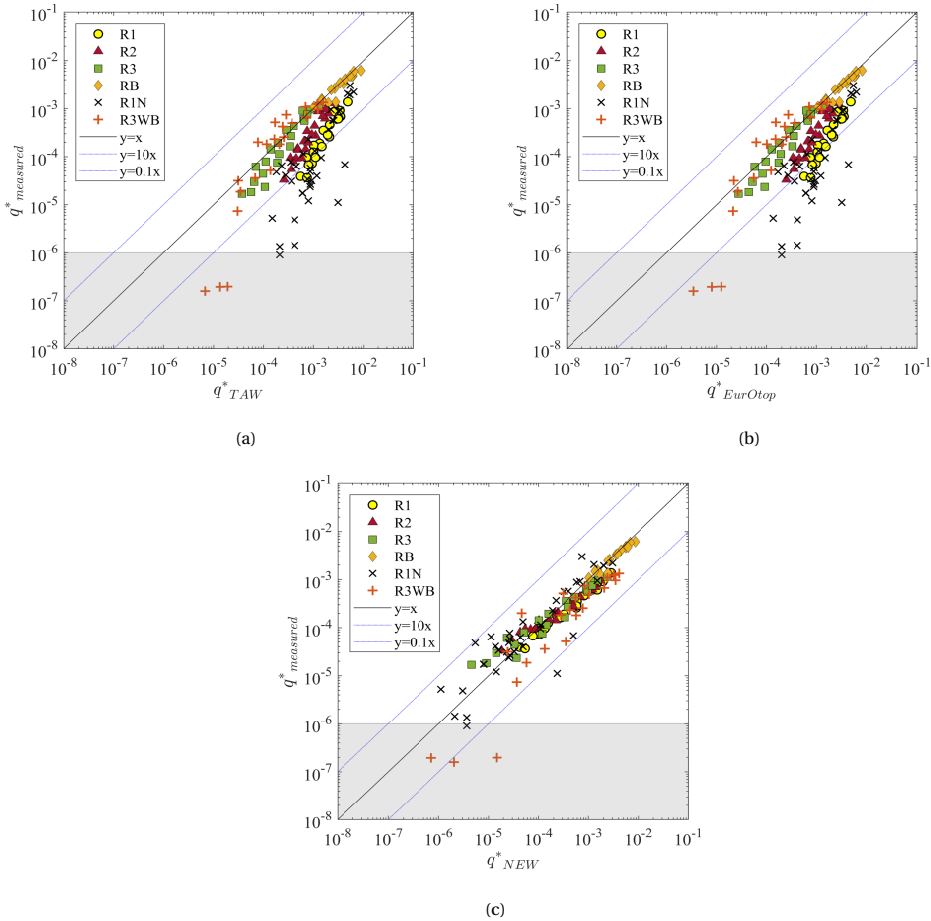 10⁻¹
10⁻²
10⁻³
10⁻⁴
10⁻⁵
10⁻⁶
10⁻⁷
10⁻⁸
q*measured
R1
R2
R3
RB
R1N
R3WB
y=x
y=10x
y=0.1x
10⁻⁸ 10⁻⁷ 10⁻⁶ 10⁻⁵ 10⁻⁴ 10⁻³ 10⁻² 10⁻¹
q*TAW
(a)
10⁻¹
10⁻²
10⁻³
10⁻⁴
10⁻⁵
10⁻⁶
10⁻⁷
10⁻⁸
q*measured
R1
R2
R3
RB
R1N
R3WB
y=x
y=10x
y=0.1x
10⁻⁸ 10⁻⁷ 10⁻⁶ 10⁻⁵ 10⁻⁴ 10⁻³ 10⁻² 10⁻¹
q*EurOtop
(b)
10⁻¹
10⁻²
10⁻³
10⁻⁴
10⁻⁵
10⁻⁶
10⁻⁷
10⁻⁸
q*measured
R1
R2
R3
RB
R1N
R3WB
y=x
y=10x
y=0.1x
10⁻⁸ 10⁻⁷ 10⁻⁶ 10⁻⁵ 10⁻⁴ 10⁻³ 10⁻² 10⁻¹
q*NEW
(c)